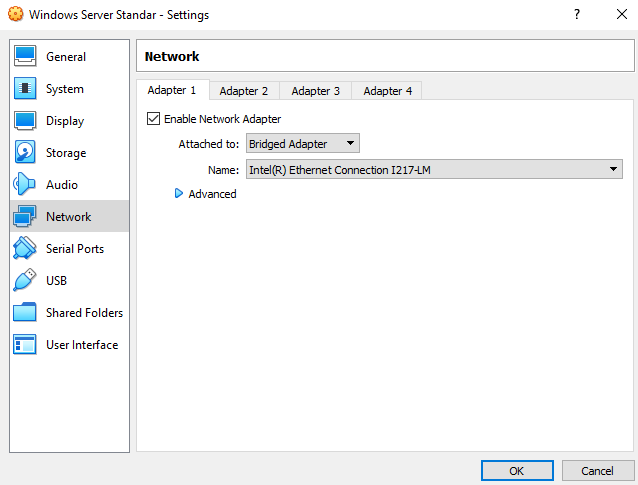 Windows Server Standar - Settings
?
General
System
Display
Storage
Audio
Network
Serial Ports
USB
Shared Folders
User Interface
Network
Adapter 1 Adapter 2 Adapter 3 Adapter 4
Enable Network Adapter
Attached to: Bridged Adapter
Name: Intel(R) Ethernet Connection I217-LM
Advanced
OK Cancel